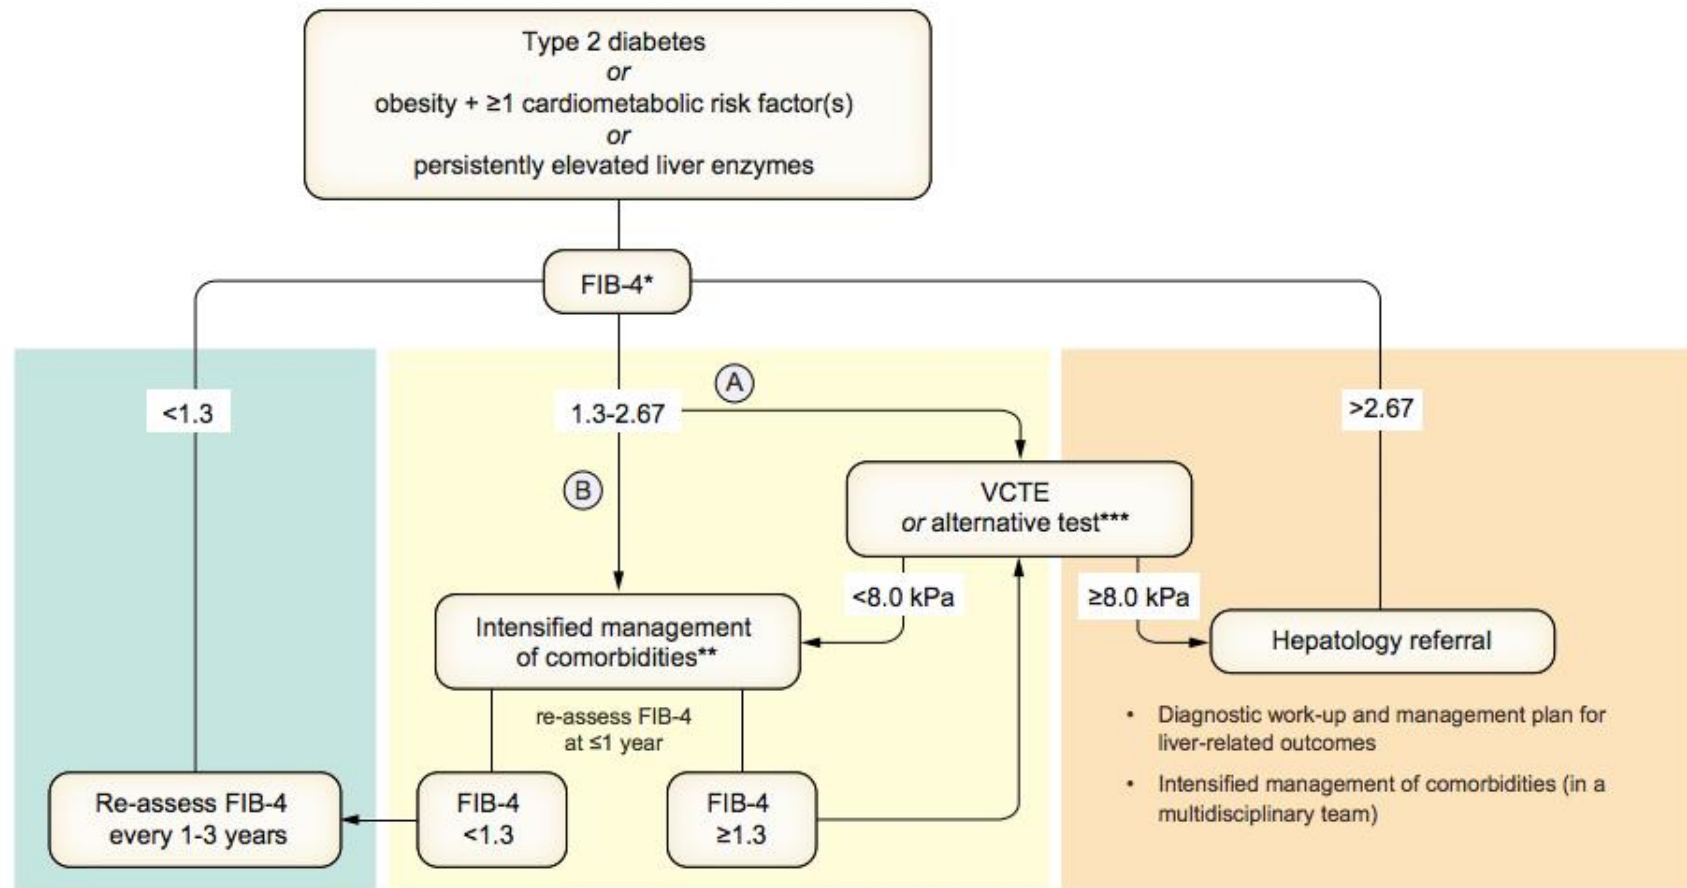 Type 2 diabetes
or
obesity + ≥1 cardiometabolic risk factor(s)
or
persistently elevated liver enzymes
FIB-4*
<1.3
1.3-2.67
A
>2.67
B
VCTE
or alternative test***
<8.0 kPa
≥8.0 kPa
Intensified management
of comorbidities**
Hepatology referral
re-assess FIB-4
at ≤1 year
• Diagnostic work-up and management plan for
liver-related outcomes
• Intensified management of comorbidities (in a
multidisciplinary team)
Re-assess FIB-4
every 1-3 years
FIB-4
<1.3
FIB-4
≥1.3